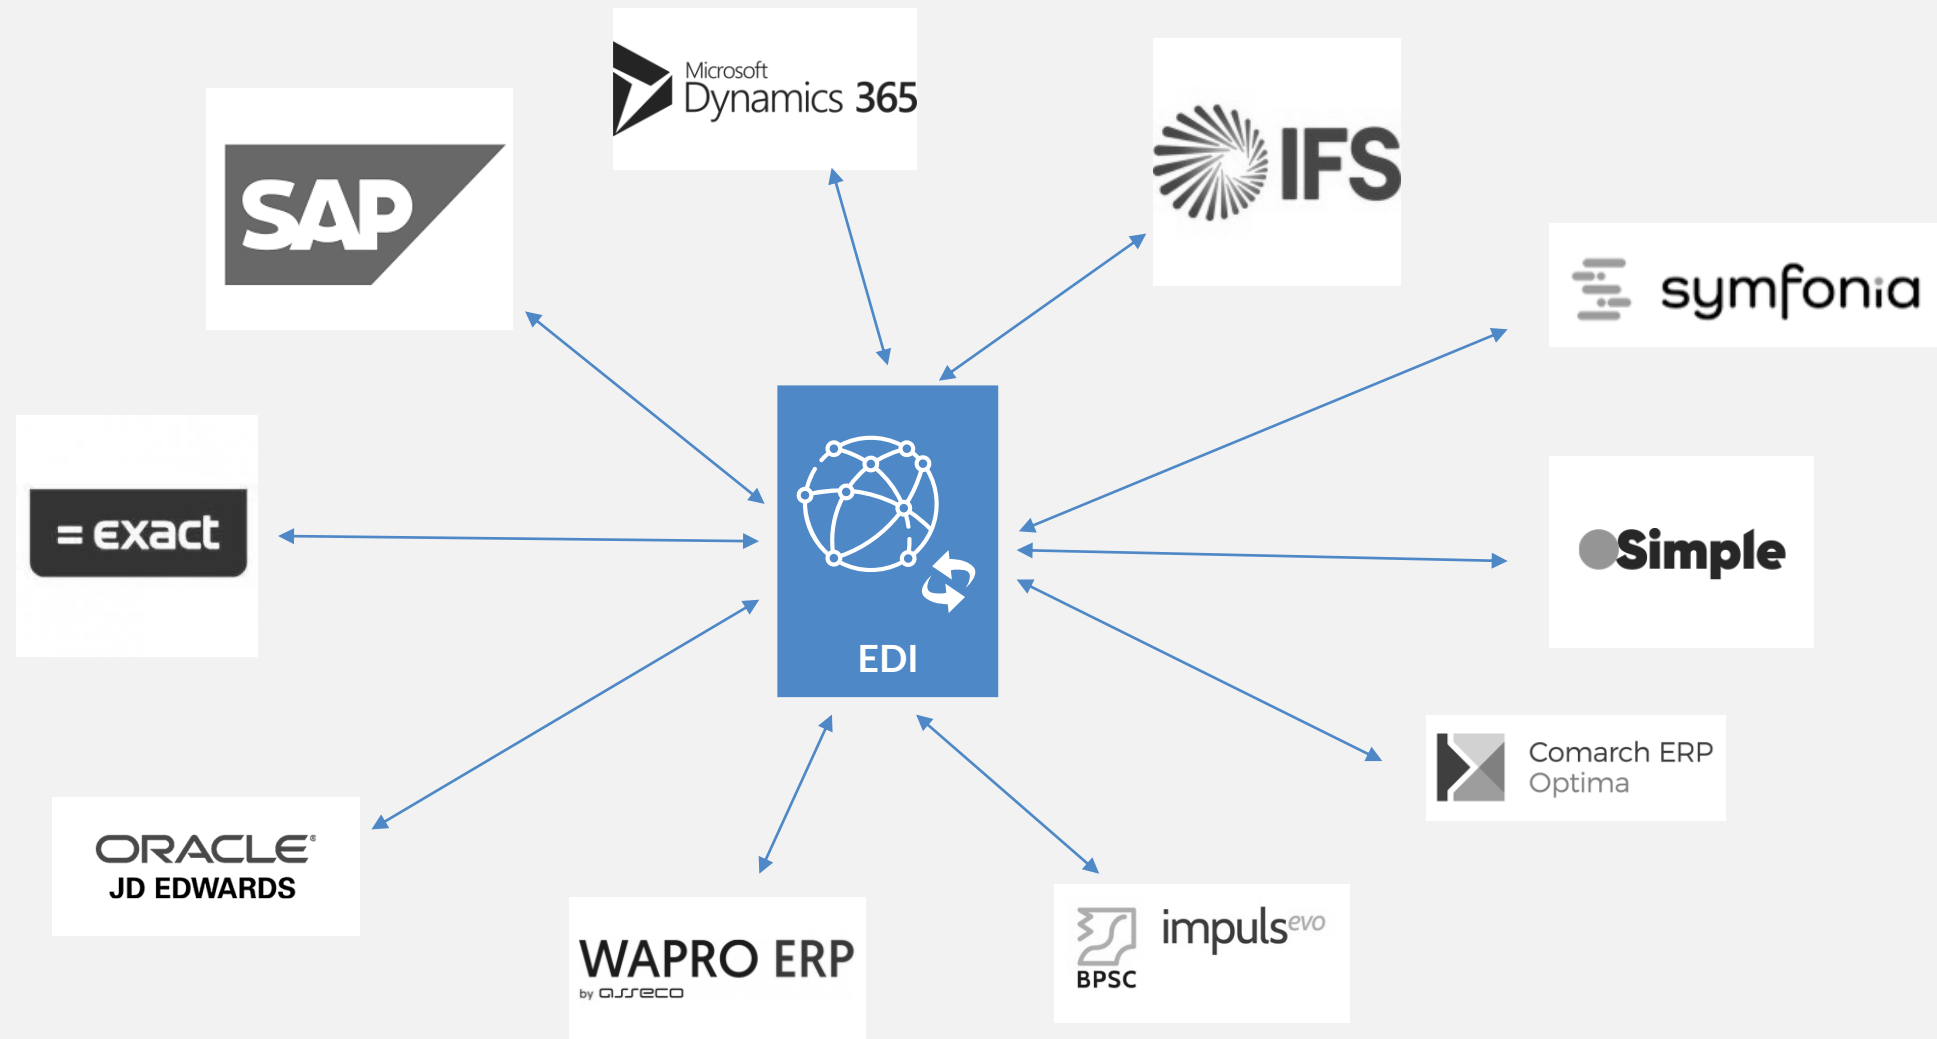 Microsoft
Dynamics 365
IFS
SAP
symfonia
= exact
Simple
EDI
Comarch ERP
Optima
ORACLE®
JD EDWARDS
WAPRO ERP
by asseco
impuls evo
BPSC